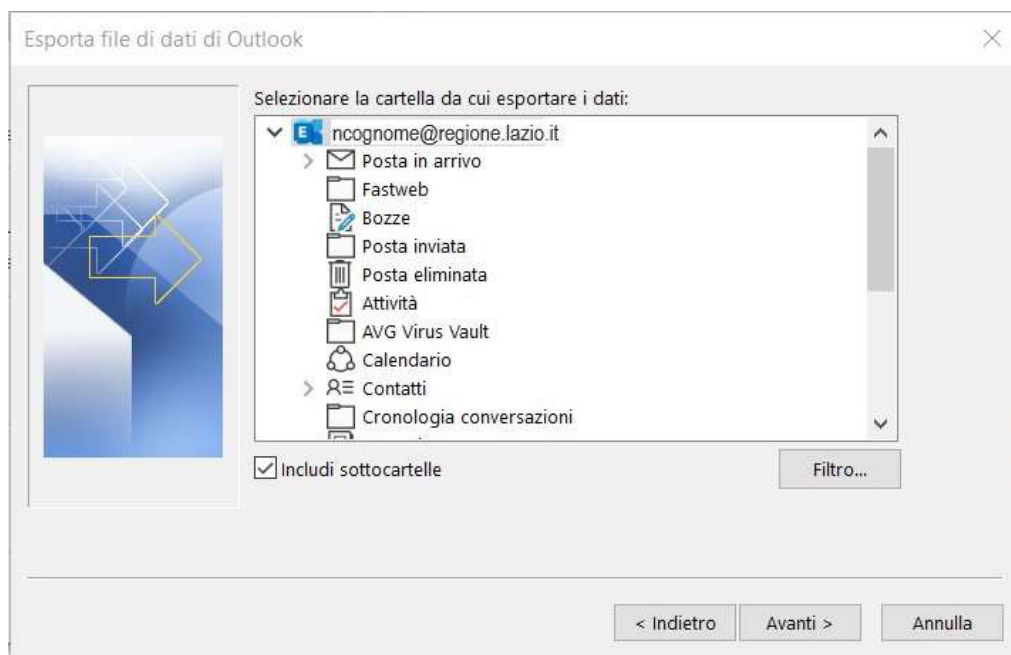 Esporta file di dati di Outlook
Selezionare la cartella da cui esportare i dati:
ncognome@regione.lazio.it
Posta in arrivo
Fastweb
Bozze
Posta inviata
Posta eliminata
Attività
AVG Virus Vault
Calendario
Contatti
Cronologia conversazioni
Includi sottocartelle
Filtro...
< Indietro
Avanti >
Annulla